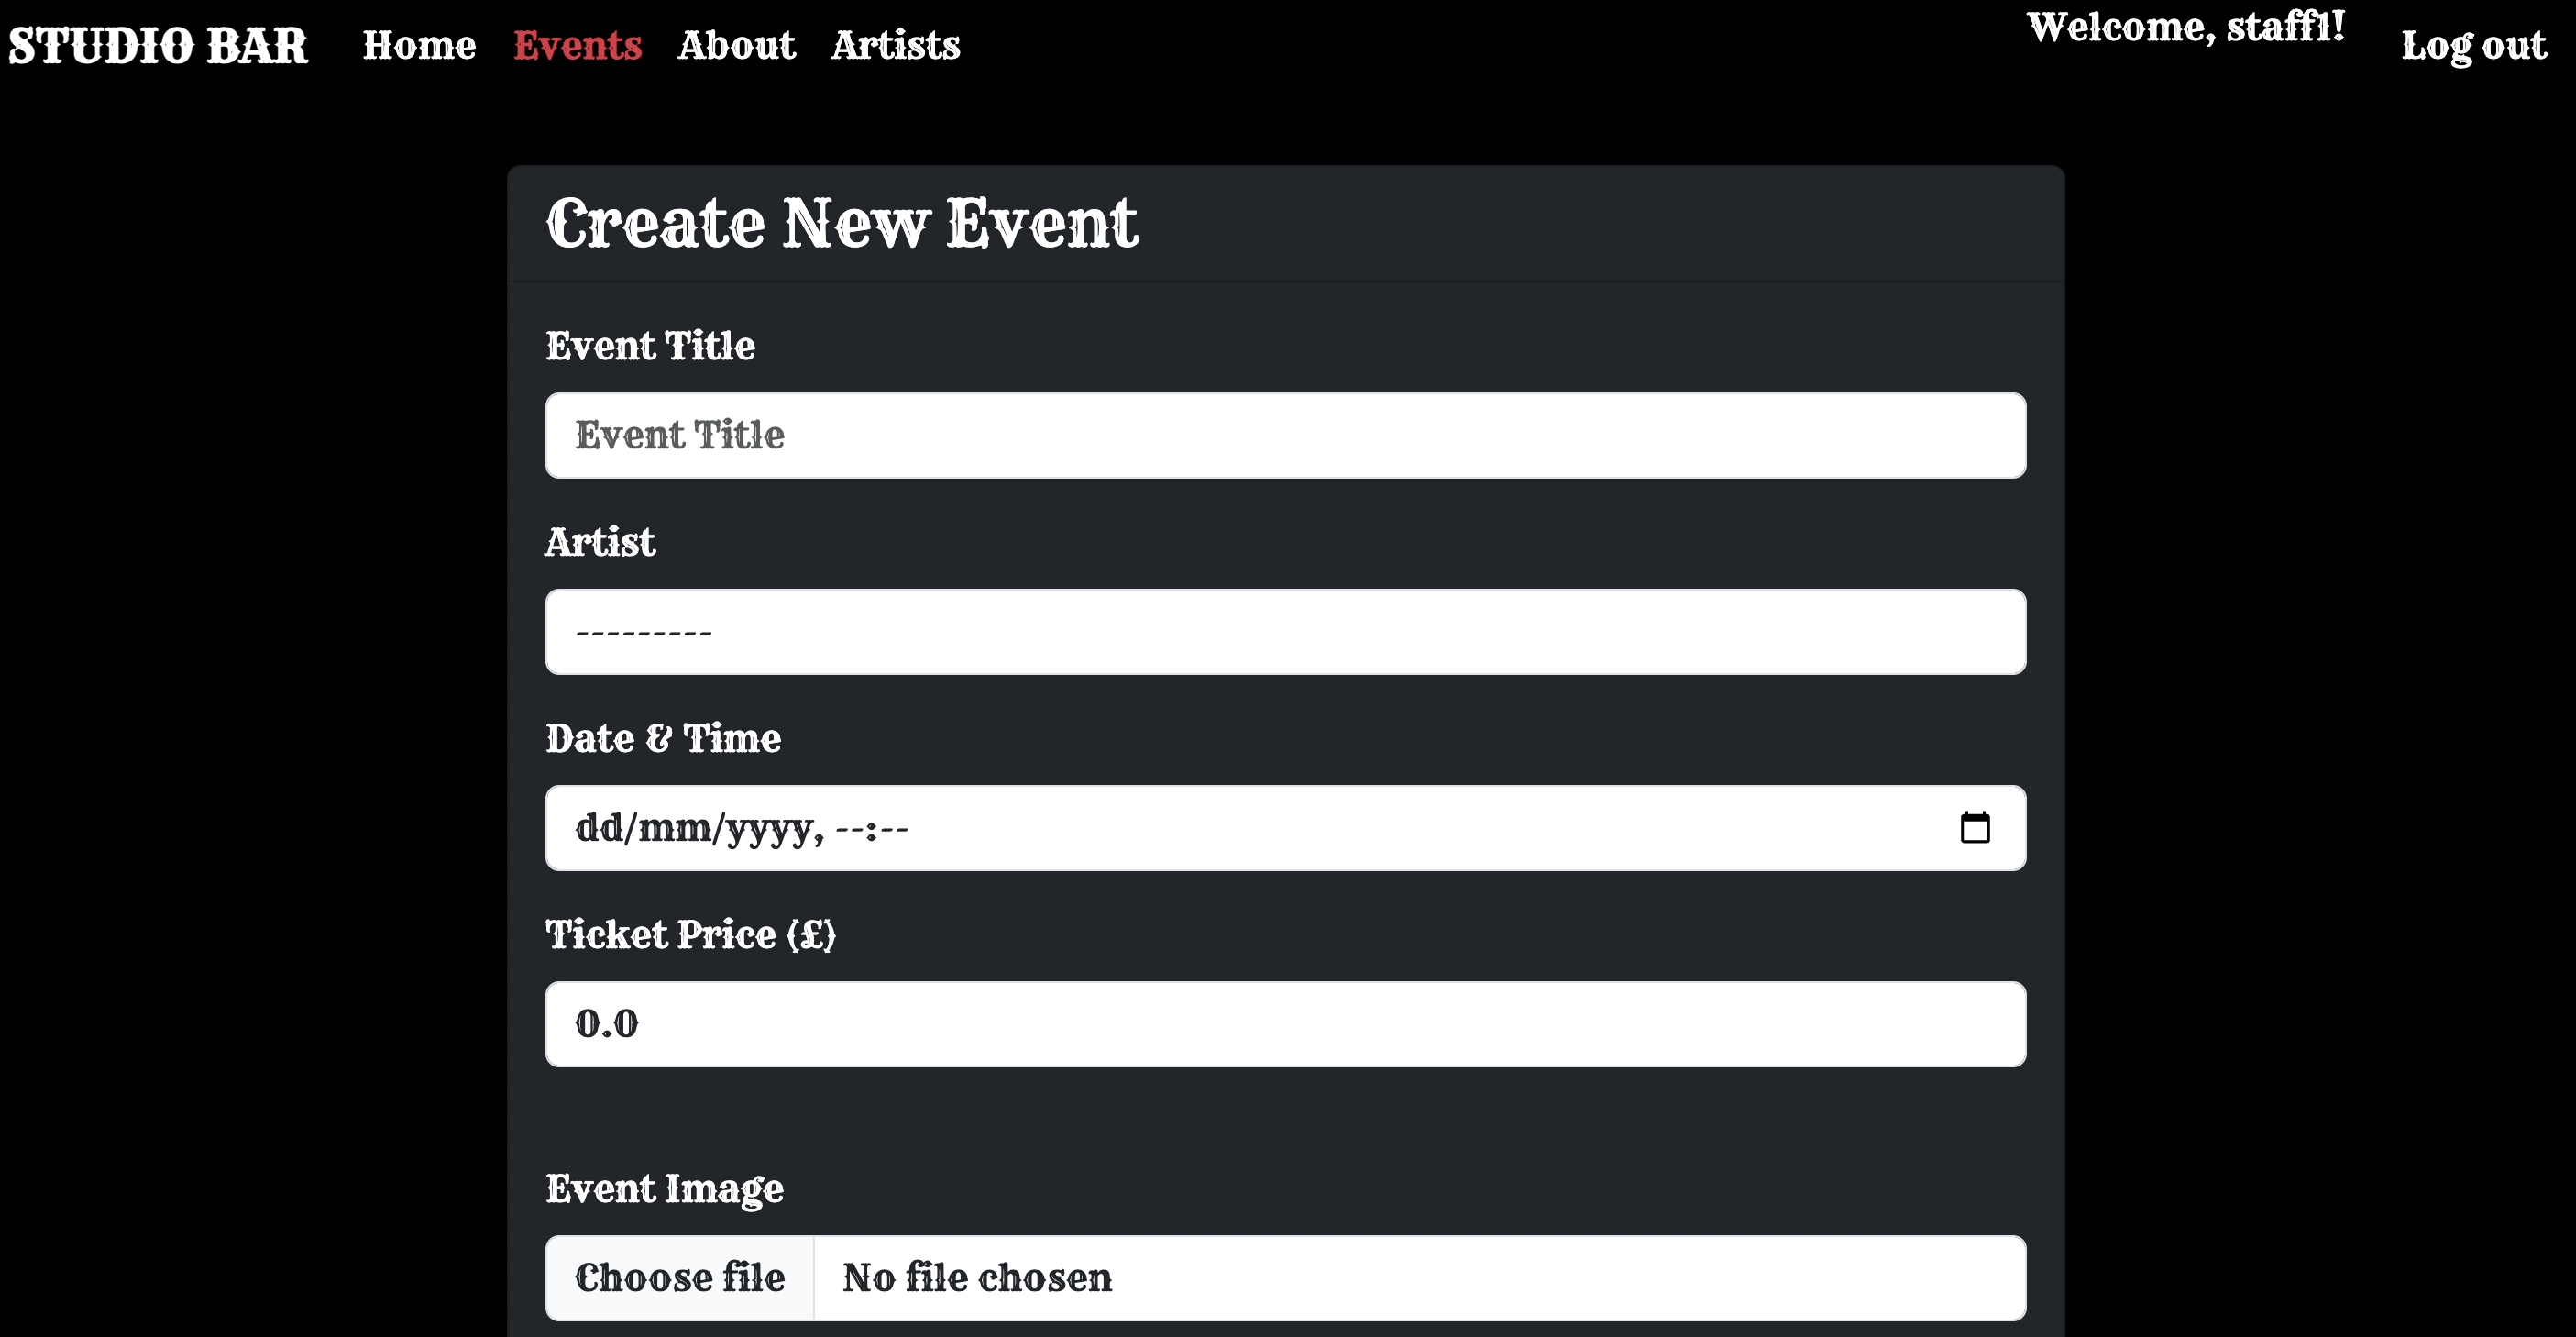 STUDIO BAR Home Events About Artists Welcome, staff1! Log out
Create New Event
Event Title
Event Title
Artist
---------
Date & Time
dd/mm/yyyy, --:--
Ticket Price (£)
0.0
Event Image
Choose file No file chosen